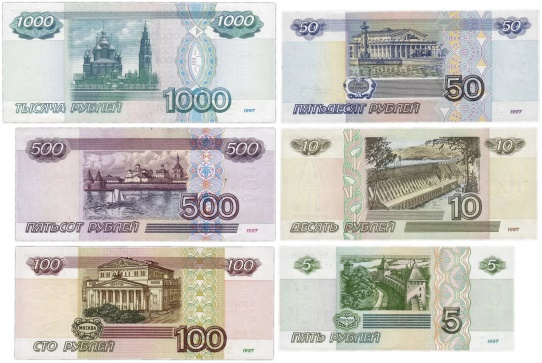 1000 1000
ТЫСЯЧА РУБЛЕЙ 1000 1997
50 50
ПЯТЬДЕСЯТ РУБЛЕЙ 50 1997
500 500
ПЯТЬСОТ РУБЛЕЙ 500 1997
10 10
ДЕСЯТЬ РУБЛЕЙ 10 1997
100 100
МОСКВА
СТО РУБЛЕЙ 100 1997
5 5
ПЯТЬ РУБЛЕЙ 5 1997